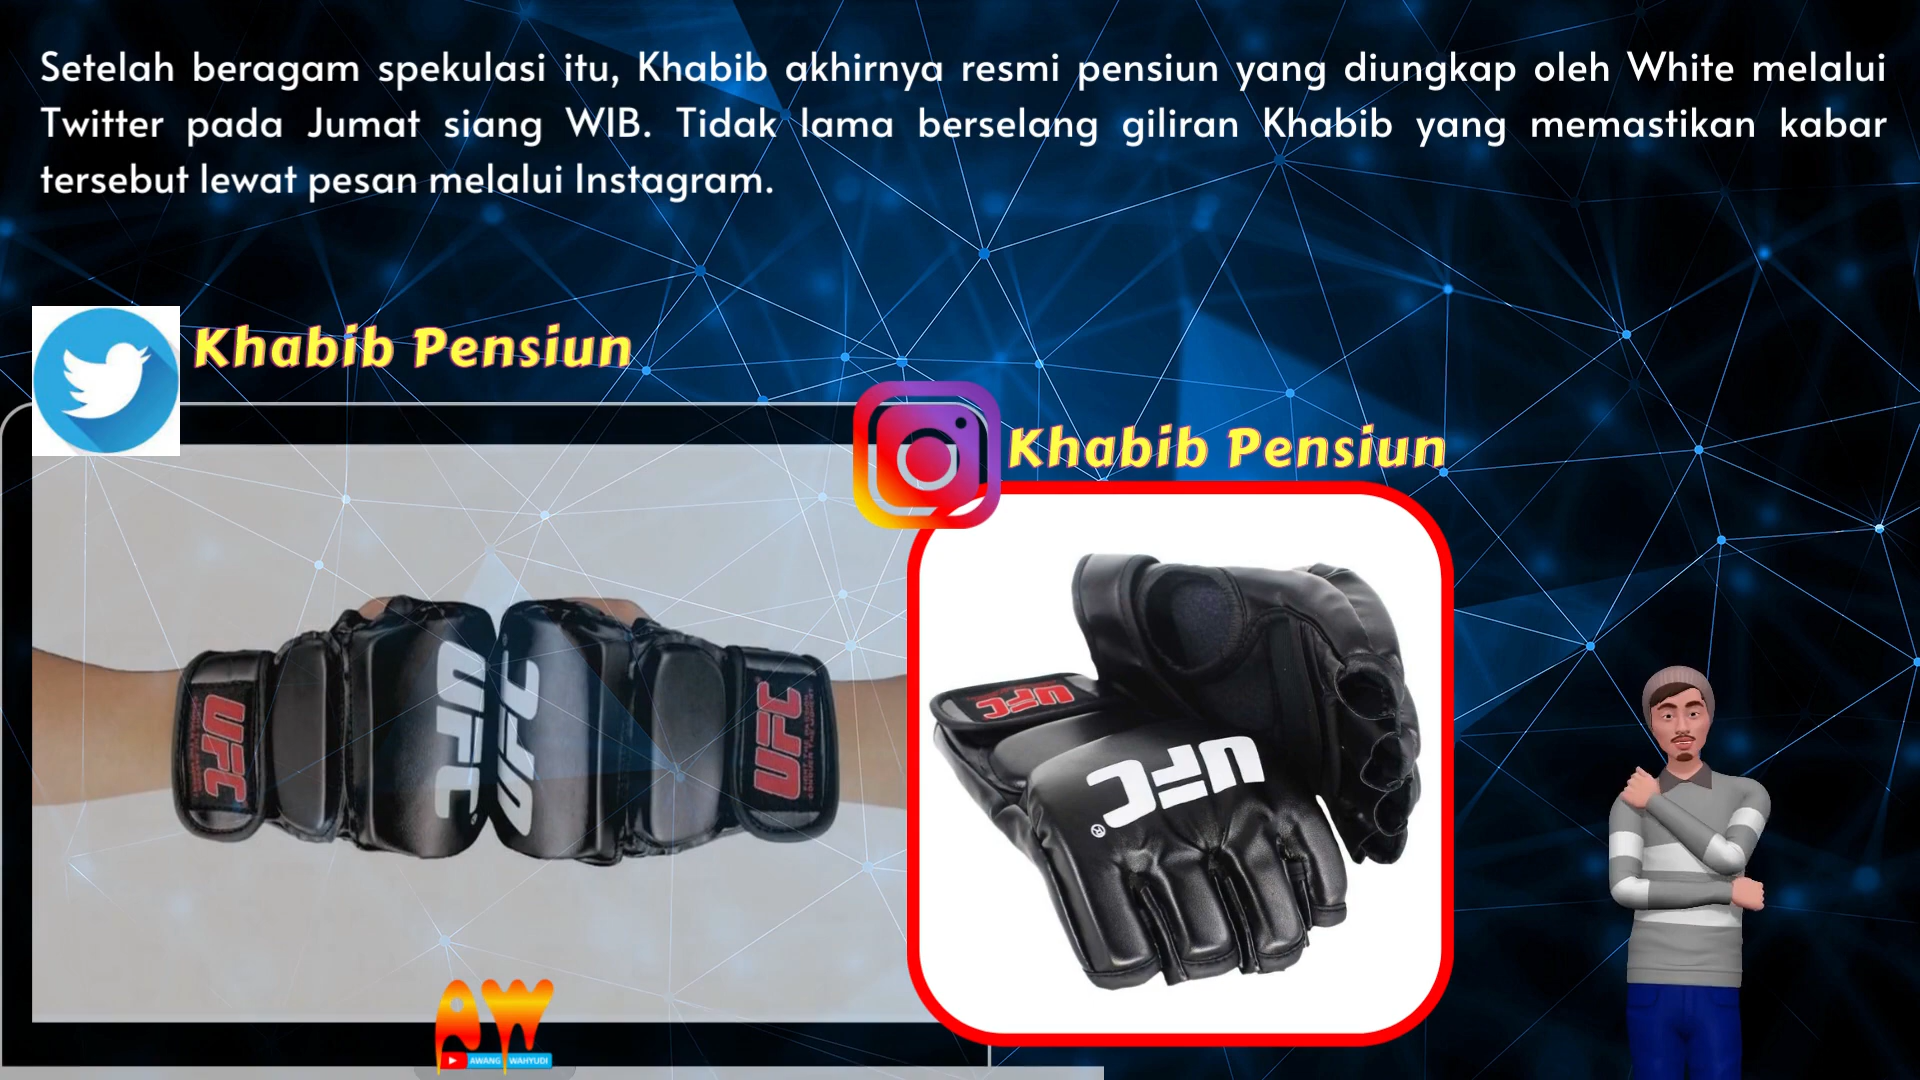 Setelah beragam spekulasi itu, Khabib akhirnya resmi pensiun yang diungkap oleh White melalui
Twitter pada Jumat siang WIB. Tidak lama berselang giliran Khabib yang memastikan kabar
tersebut lewat pesan melalui Instagram.
Khabib Pensiun
Khabib Pensiun
UFC
UFC
UFC
UFC
UFC
UFC
®
AW
AWANG WAHYUDI